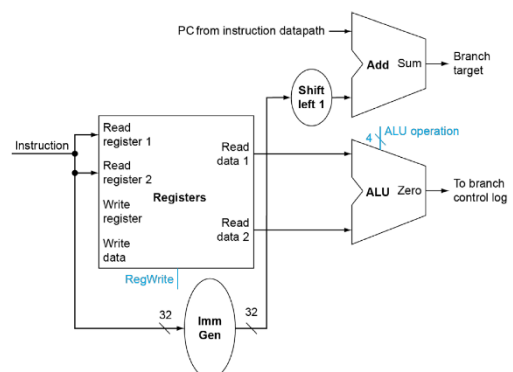 PC from instruction datapath
Add Sum
Branch
target
Shift
left 1
Instruction
Read
register 1
Read
register 2
Write
register
Write
data
Registers
Read
data 1
Read
data 2
RegWrite
4
ALU operation
ALU Zero
To branch
control log
32
Imm
Gen
32